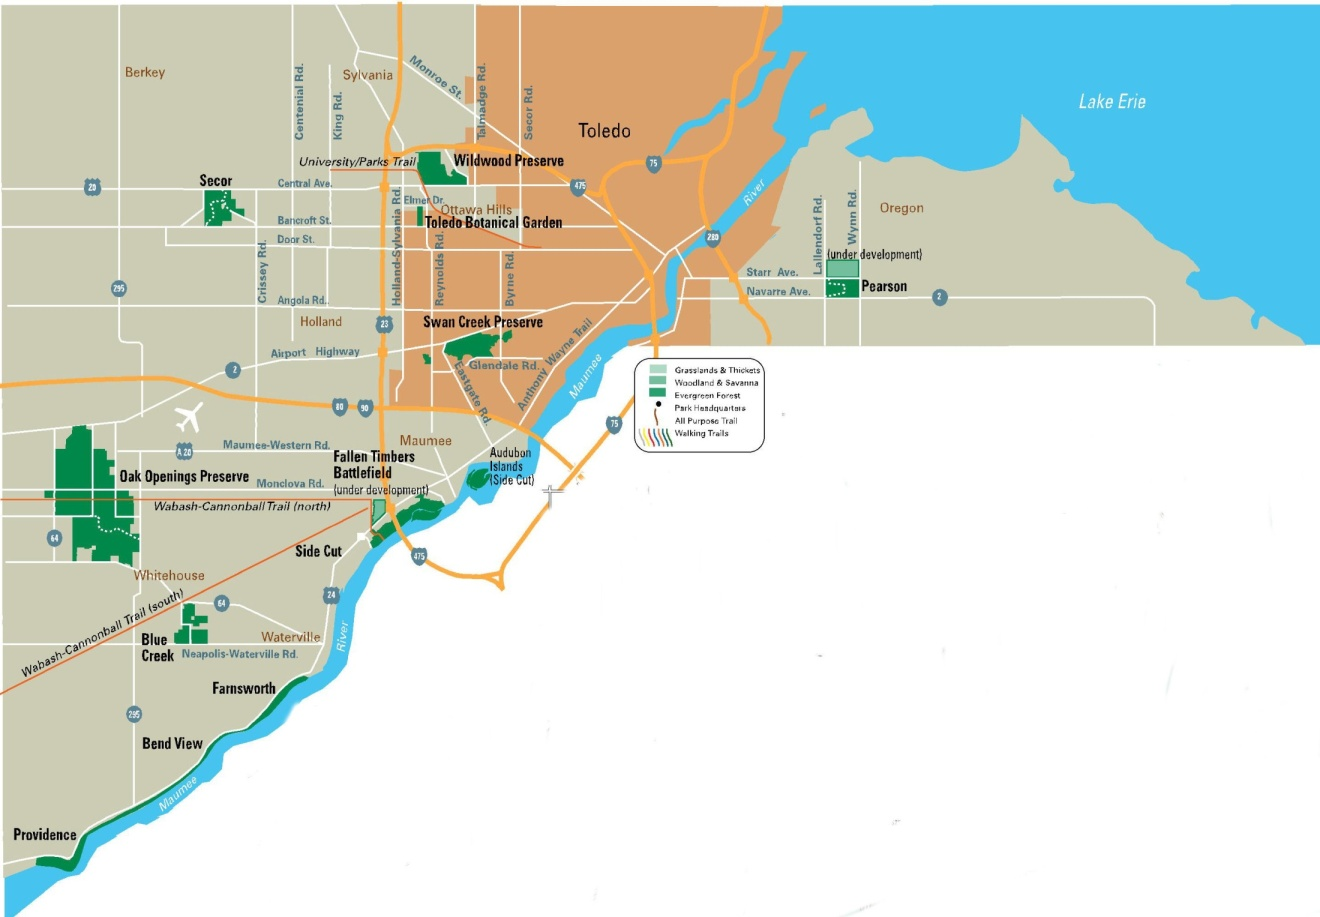 Berkey
Sylvania
Monroe St.
Centenial Rd.
King Rd.
Talmadge Rd.
Secor Rd.
Toledo
Lake Erie
University/Parks Trail
Wildwood Preserve
75
Secor
20
Central Ave.
475
River
Elmer Dr.
Ottawa Hills
Oregon
Lallendorf Rd.
Wynn Rd.
Bancroft St.
Toledo Botanical Garden
Door St.
280
(under development)
Crissey Rd.
Holland-Sylvania Rd.
Reynolds Rd.
Byrne Rd.
Starr Ave.
Pearson
295
Navarre Ave.
2
Angola Rd.
Holland
23
Swan Creek Preserve
Airport Highway
Anthony Wayne Trail
2
Glendale Rd.
Eastgate Rd.
Maumee
Grasslands & Thickets
Woodland & Savanna
Evergreen Forest
Park Headquarters
All Purpose Trail
Walking Trails
80
90
75
Maumee-Western Rd.
Maumee
A 20
Fallen Timbers
Battlefield
(under development)
Audubon
Islands
(Side Cut)
Oak Openings Preserve
Monclova Rd.
Wabash-Cannonball Trail (north)
64
Side Cut
475
Whitehouse
24
64
Wabash-Cannonball Trail (south)
Blue
Creek
Waterville
Neapolis-Waterville Rd.
River
Farnsworth
295
Bend View
Maumee
Providence